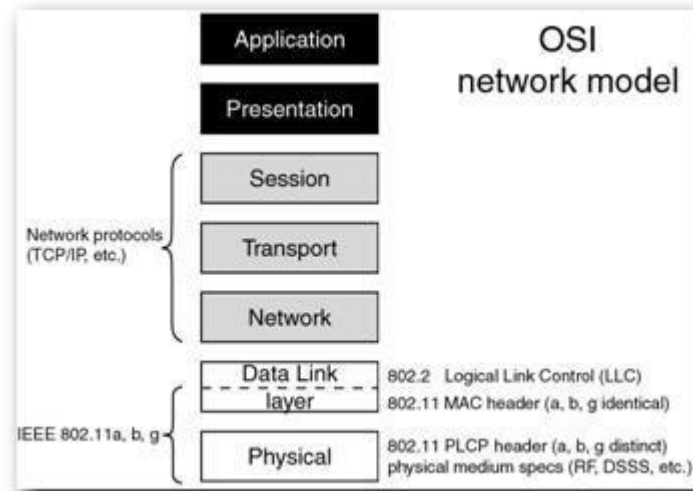 Application
OSI
network model
Presentation
Session
Network protocols
(TCP/IP, etc.)
Transport
Network
Data Link
802.2 Logical Link Control (LLC)
layer
802.11 MAC header (a, b, g identical)
IEEE 802.11a, b, g
Physical
802.11 PLCP header (a, b, g distinct)
physical medium specs (RF, DSSS, etc.)